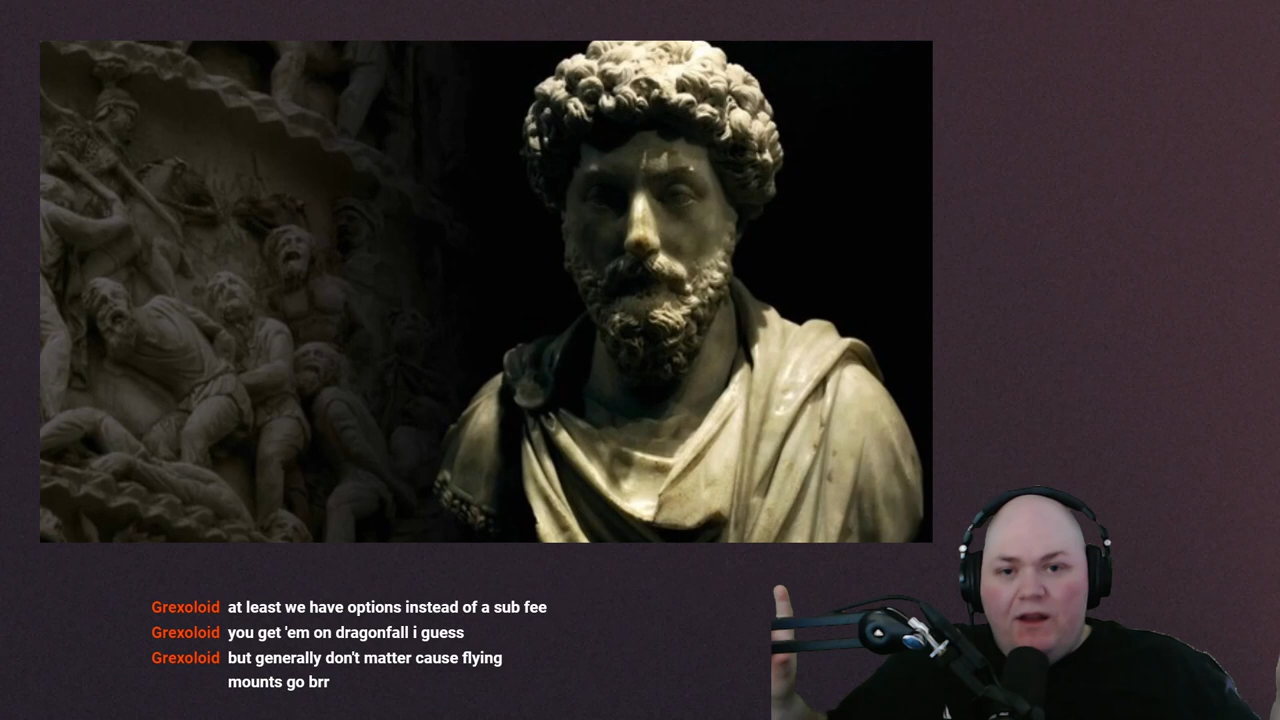 Grexoloid at least we have options instead of a sub fee
Grexoloid you get 'em on dragonfall i guess
Grexoloid but generally don't matter cause flying
mounts go brr